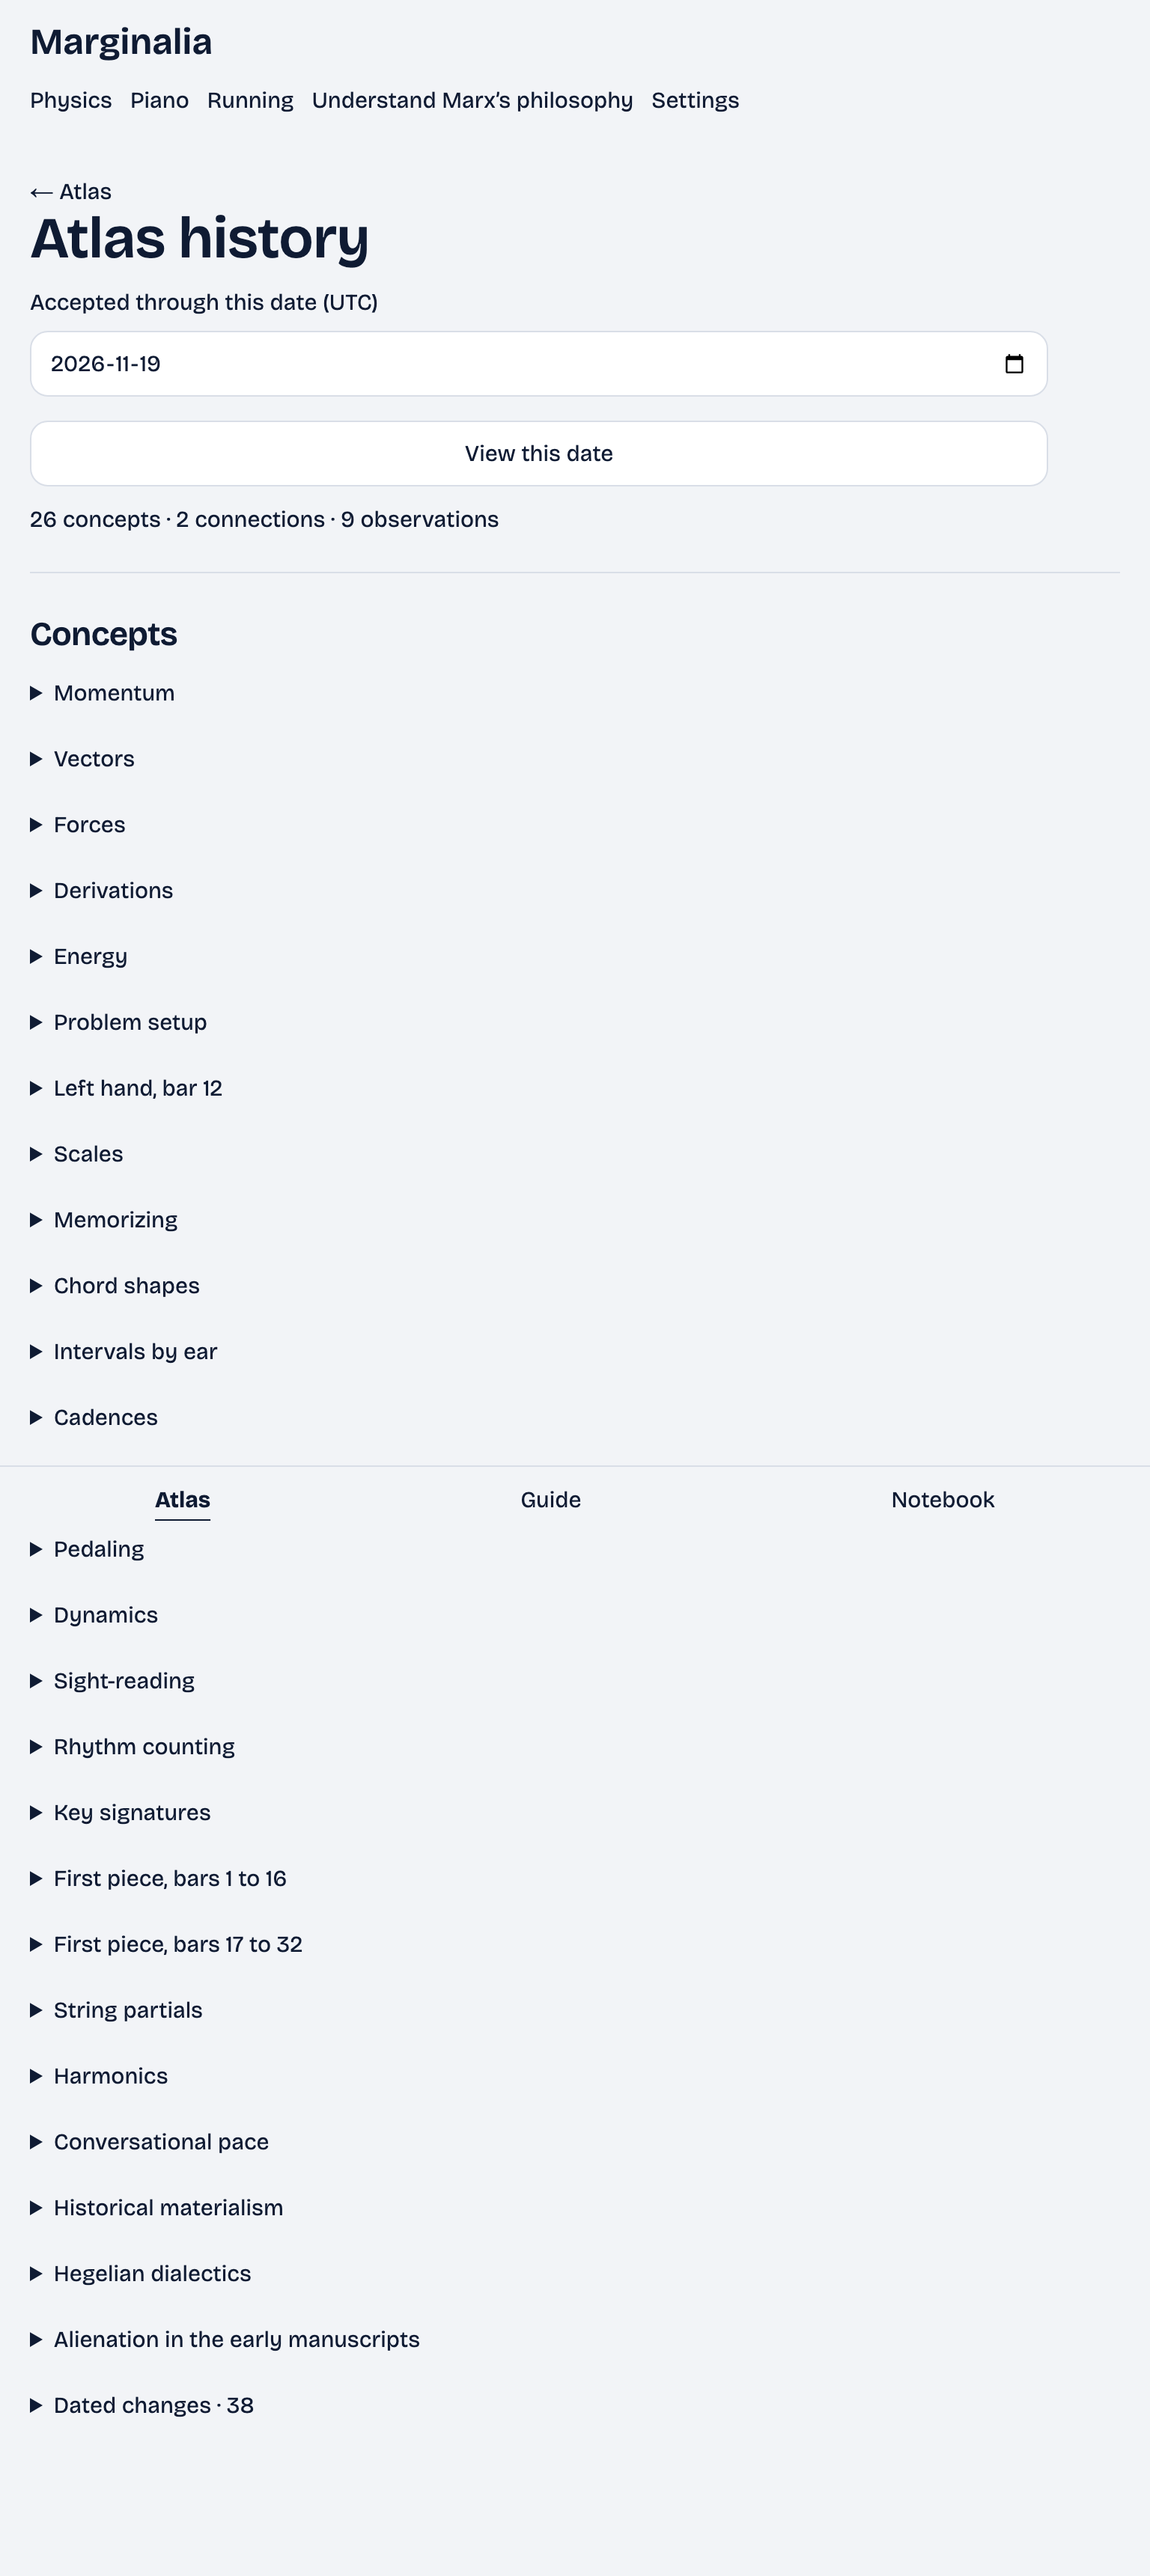 Marginalia
Physics Piano Running Understand Marx’s philosophy Settings
← Atlas
Atlas history
Accepted through this date (UTC)
2026-11-19
View this date
26 concepts · 2 connections · 9 observations
Concepts
▶ Momentum
▶ Vectors
▶ Forces
▶ Derivations
▶ Energy
▶ Problem setup
▶ Left hand, bar 12
▶ Scales
▶ Memorizing
▶ Chord shapes
▶ Intervals by ear
▶ Cadences
Atlas Guide Notebook
▶ Pedaling
▶ Dynamics
▶ Sight-reading
▶ Rhythm counting
▶ Key signatures
▶ First piece, bars 1 to 16
▶ First piece, bars 17 to 32
▶ String partials
▶ Harmonics
▶ Conversational pace
▶ Historical materialism
▶ Hegelian dialectics
▶ Alienation in the early manuscripts
▶ Dated changes · 38